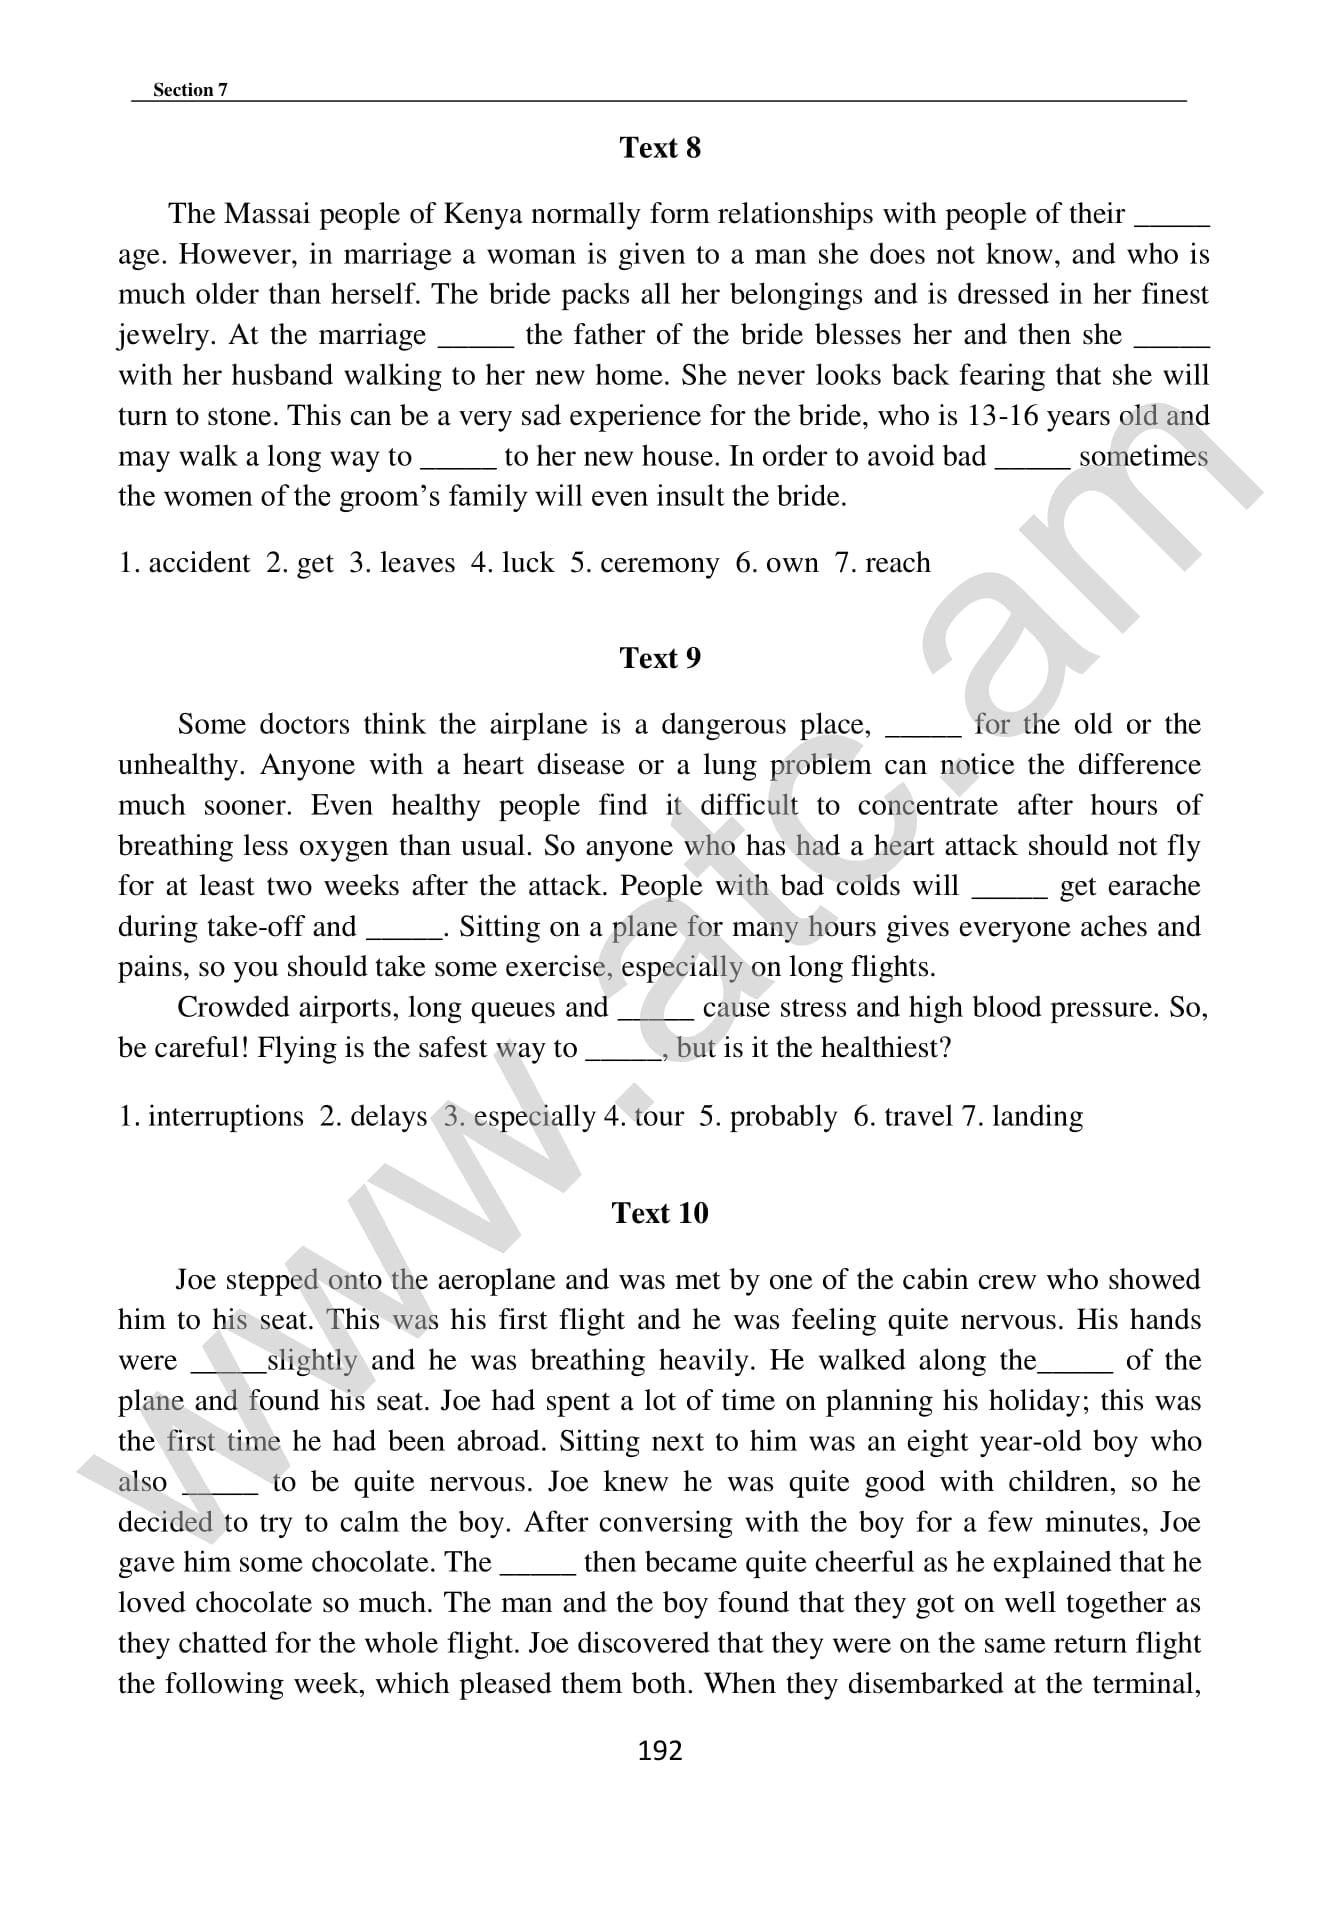 Section 7
Text 8
The Massai people of Kenya normally form relationships with people of their _____
age. However, in marriage a woman is given to a man she does not know, and who is
much older than herself. The bride packs all her belongings and is dressed in her finest
jewelry. At the marriage _____ the father of the bride blesses her and then she _____
with her husband walking to her new home. She never looks back fearing that she will
turn to stone. This can be a very sad experience for the bride, who is 13-16 years old and
may walk a long way to _____ to her new house. In order to avoid bad _____ sometimes
the women of the groom’s family will even insult the bride.
1. accident 2. get 3. leaves 4. luck 5. ceremony 6. own 7. reach
Text 9
Some doctors think the airplane is a dangerous place, _____ for the old or the
unhealthy. Anyone with a heart disease or a lung problem can notice the difference
much sooner. Even healthy people find it difficult to concentrate after hours of
breathing less oxygen than usual. So anyone who has had a heart attack should not fly
for at least two weeks after the attack. People with bad colds will _____ get earache
during take-off and _____. Sitting on a plane for many hours gives everyone aches and
pains, so you should take some exercise, especially on long flights.
Crowded airports, long queues and _____ cause stress and high blood pressure. So,
be careful! Flying is the safest way to _____, but is it the healthiest?
1. interruptions 2. delays 3. especially 4. tour 5. probably 6. travel 7. landing
Text 10
Joe stepped onto the aeroplane and was met by one of the cabin crew who showed
him to his seat. This was his first flight and he was feeling quite nervous. His hands
were _____slightly and he was breathing heavily. He walked along the_____ of the
plane and found his seat. Joe had spent a lot of time on planning his holiday; this was
the first time he had been abroad. Sitting next to him was an eight year-old boy who
also _____ to be quite nervous. Joe knew he was quite good with children, so he
decided to try to calm the boy. After conversing with the boy for a few minutes, Joe
gave him some chocolate. The _____ then became quite cheerful as he explained that he
loved chocolate so much. The man and the boy found that they got on well together as
they chatted for the whole flight. Joe discovered that they were on the same return flight
the following week, which pleased them both. When they disembarked at the terminal,
192
www.atc.am